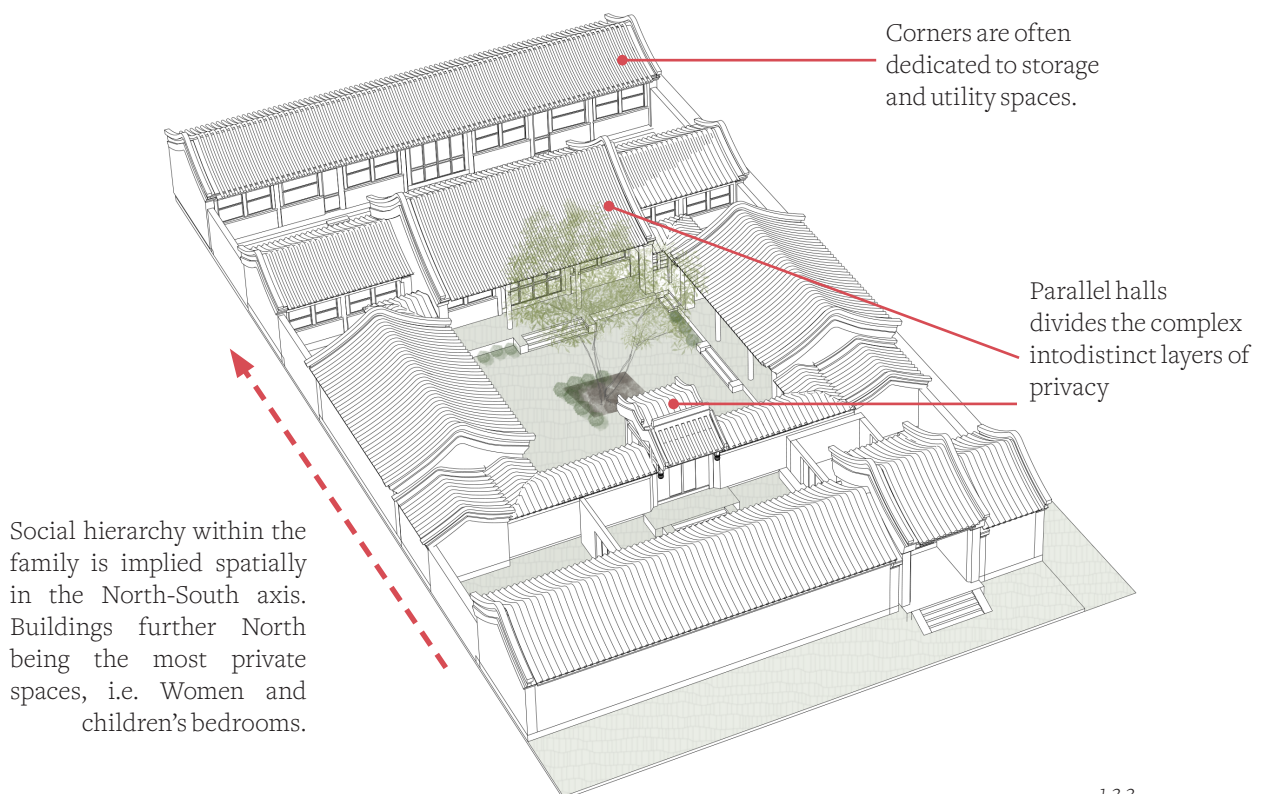 Corners are often
dedicated to storage
and utility spaces.
Parallel halls
divides the complex
intodistinct layers of
privacy
Social hierarchy within the
family is implied spatially
in the North-South axis.
Buildings further North
being the most private
spaces, i.e. Women and
children’s bedrooms.